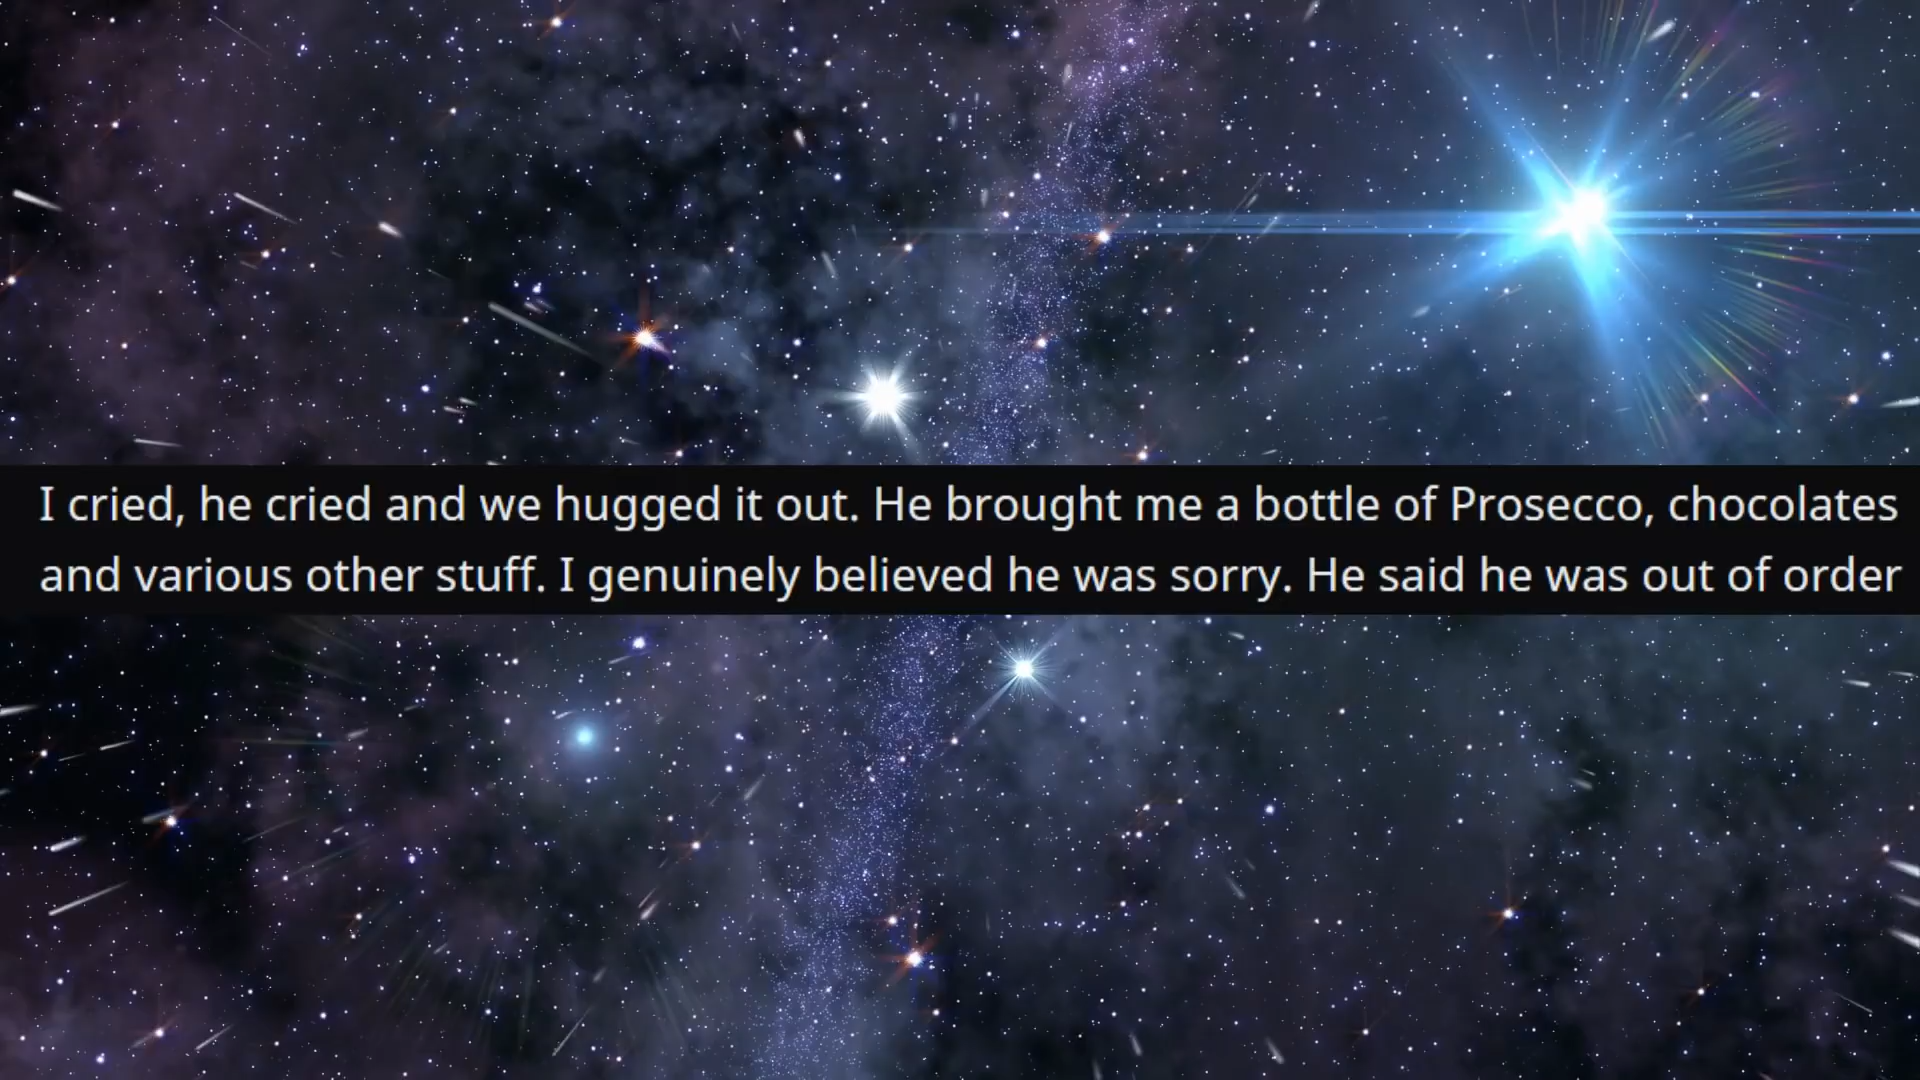 I cried, he cried and we hugged it out. He brought me a bottle of Prosecco, chocolates
and various other stuff. I genuinely believed he was sorry. He said he was out of order